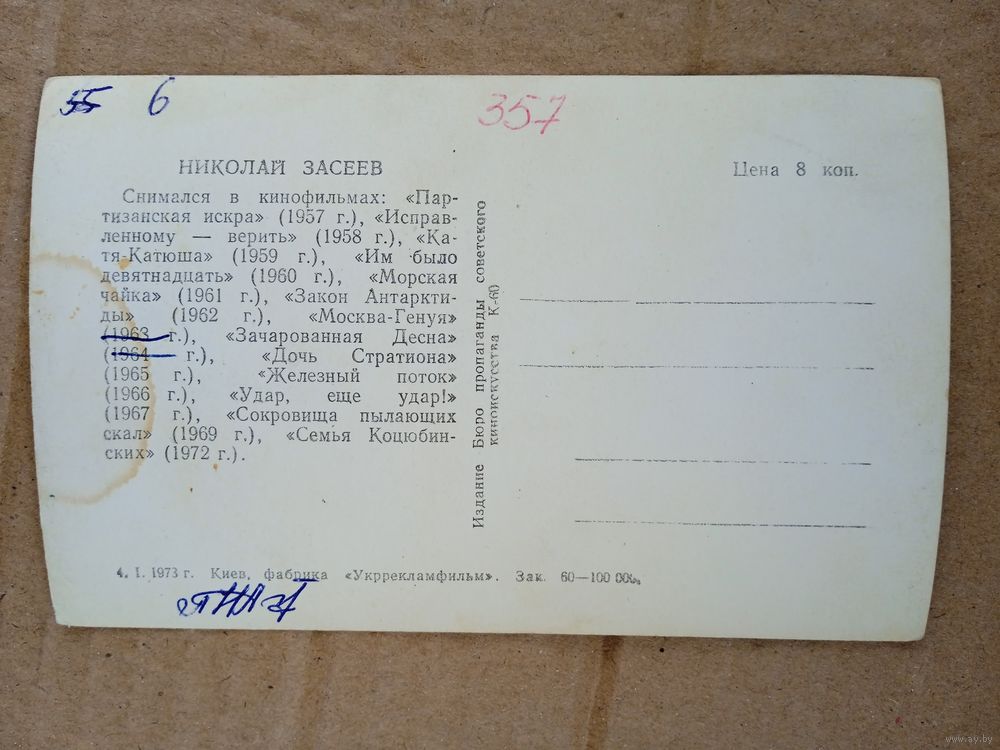 55 6
357
НИКОЛАЙ ЗАСЕЕВ
Цена 8 коп.
Снимался в кинофильмах: «Пар-
тизанская искра» (1957 г.), «Исправ-
ленному — верить» (1958 г.), «Ка-
тя-Катюша» (1959 г.), «Им было
девятнадцать» (1960 г.), «Морская
чайка» (1961 г.), «Закон Антаркти-
ды» (1962 г.), «Москва-Генуя»
(1963 г.), «Зачарованная Десна»
(1964 г.), «Дочь Стратиона»
(1965 г.), «Железный поток»
(1966 г.), «Удар, еще удар!»
(1967 г.), «Сокровища пылающих
скал» (1969 г.), «Семья Коцюбин-
ских» (1972 г.).
Издание Бюро пропаганды советского
киноискусства К-60
4. I. 1973 г. Киев, фабрика «Укррекламфильм». Зак. 60—100 000.
www.ay.by